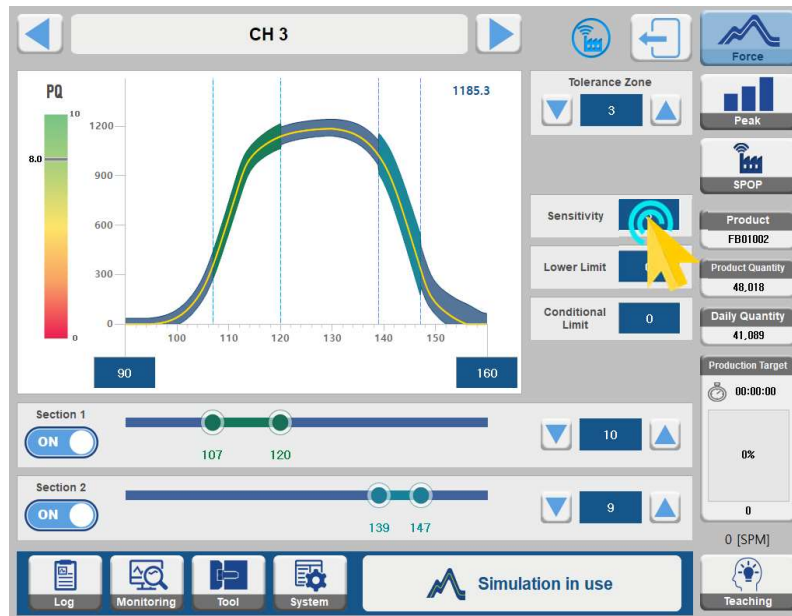 CH 3
Force
PQ
10
8.0
0
1185.3
1200
900
600
300
0
100
110
120
130
140
150
90
160
Tolerance Zone
3
Sensitivity
Lower Limit
Conditional
Limit
0
Peak
SPOP
Product
FB01002
Product Quantity
48,018
Daily Quantity
41,089
Production Target
00:00:00
0%
0
0 [SPM]
Section 1
ON
107
120
10
Section 2
ON
139
147
9
Log
Monitoring
Tool
System
Simulation in use
Teaching